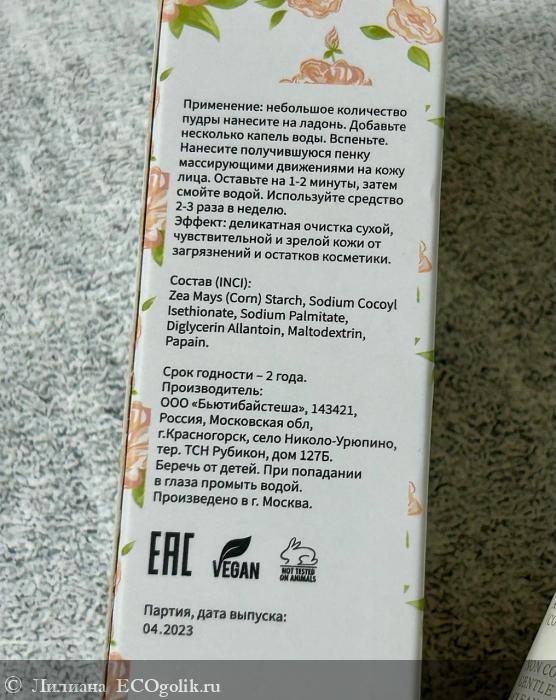 Применение: небольшое количество
пудры нанесите на ладонь. Добавьте
несколько капель воды. Вспеньте.
Нанесите получившуюся пенку
массирующими движениями на кожу
лица. Оставьте на 1-2 минуты, затем
смойте водой. Используйте средство
2-3 раза в неделю.
Эффект: деликатная очистка сухой,
чувствительной и зрелой кожи от
загрязнений и остатков косметики.
Состав (INCI):
Zea Mays (Corn) Starch, Sodium Cocoyl
Isethionate, Sodium Palmitate,
Diglycerin Allantoin, Maltodextrin,
Papain.
Срок годности – 2 года.
Производитель:
ООО «Бьютибайстеша», 143421,
Россия, Московская обл,
г.Красногорск, село Николо-Урюпино,
тер. ТСН Рубикон, дом 127Б.
Беречь от детей. При попадании
в глаза промыть водой.
Произведено в г. Москва.
EAC
VEGAN
NOT TESTED
ON ANIMALS
Партия, дата выпуска:
04.2023
© Лилиана ECOgolik.ru